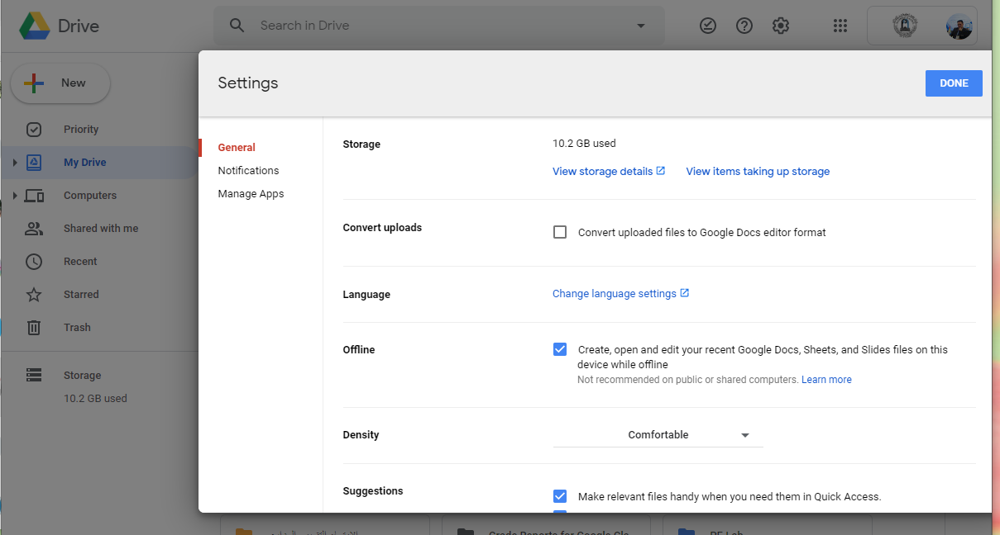 Drive
Search in Drive
New
Priority
My Drive
Computers
Shared with me
Recent
Starred
Trash
Storage
10.2 GB used
Settings
DONE
General
Notifications
Manage Apps
Storage
10.2 GB used
View storage details
View items taking up storage
Convert uploads
Convert uploaded files to Google Docs editor format
Language
Change language settings
Offline
Create, open and edit your recent Google Docs, Sheets, and Slides files on this
device while offline
Not recommended on public or shared computers. Learn more
Density
Comfortable
Suggestions
Make relevant files handy when you need them in Quick Access.